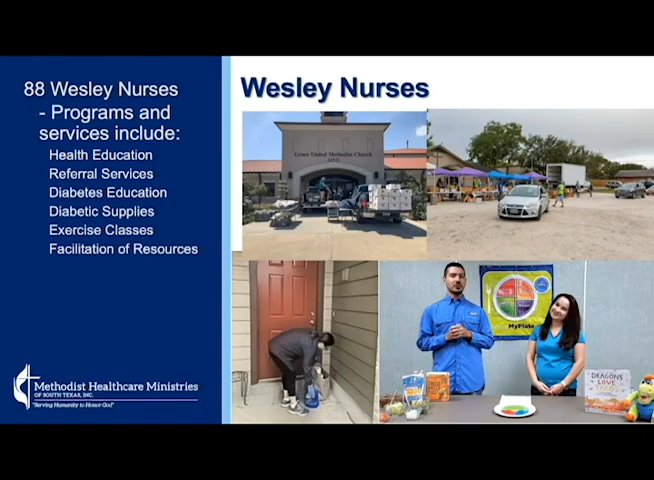 88 Wesley Nurses
- Programs and
services include:
Health Education
Referral Services
Diabetes Education
Diabetic Supplies
Exercise Classes
Facilitation of Resources
Methodist Healthcare Ministries
OF SOUTH TEXAS, INC.
"Serving Humanity to Honor God"
Wesley Nurses
Grace United Methodist Church
MyPlate
DRAGONS
LOVE
TACOS